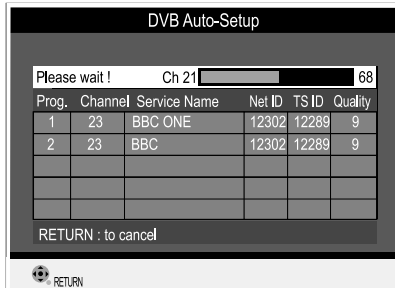 DVB Auto-Setup
Please wait ! Ch 21 68
Prog. Channel Service Name Net ID TS ID Quality
1 23 BBC ONE 12302 12289 9
2 23 BBC 12302 12289 9
RETURN : to cancel
RETURN